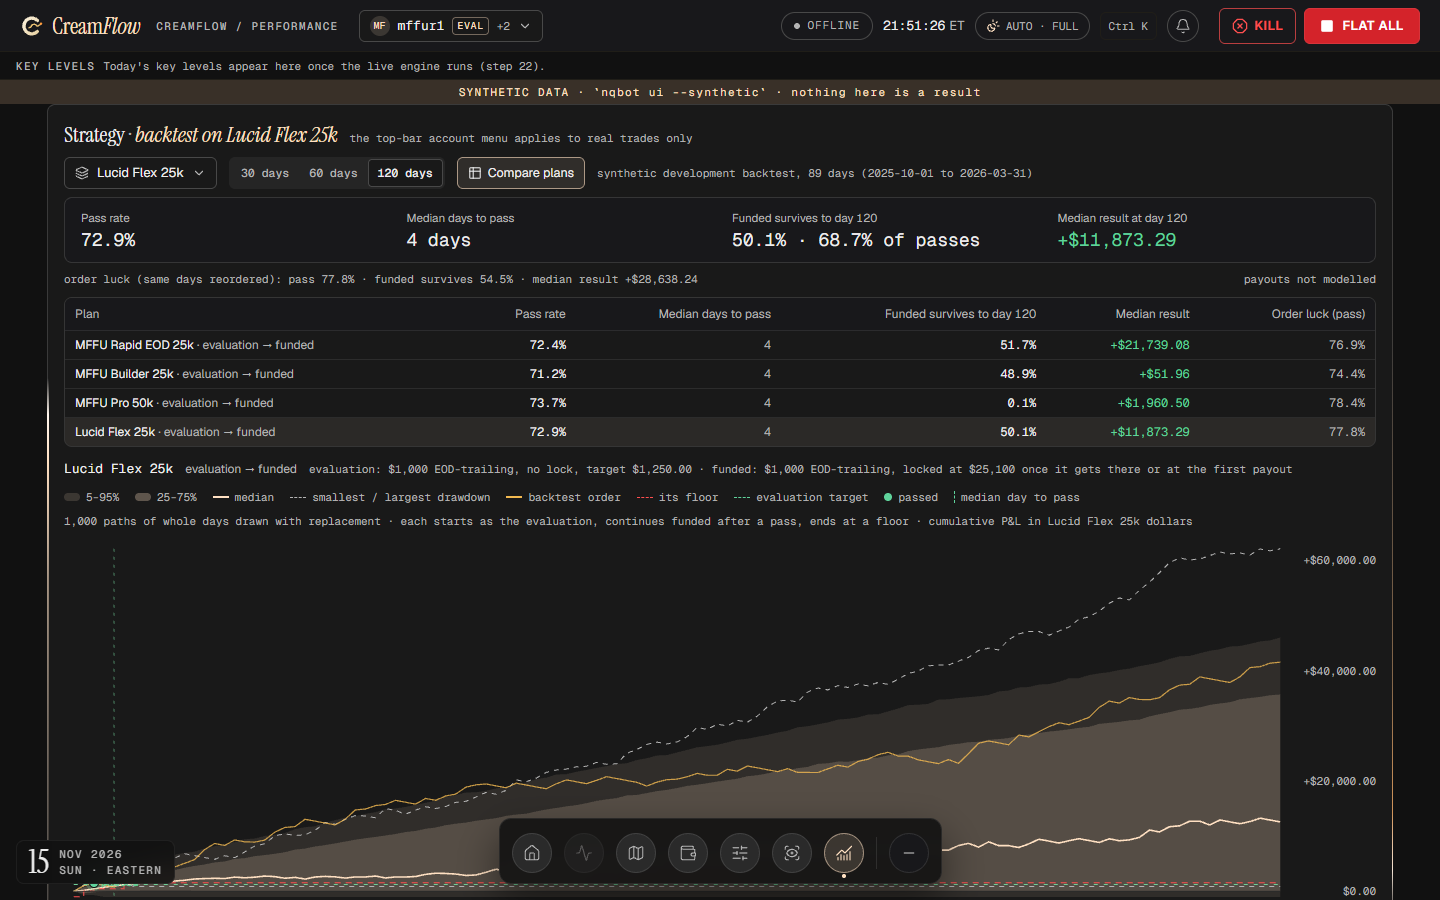 CreamFlow CREAMFLOW / PERFORMANCE MF mffur1 EVAL +2 OFFLINE 21:51:26 ET AUTO · FULL Ctrl K KILL FLAT ALL
KEY LEVELS Today's key levels appear here once the live engine runs (step 22).
SYNTHETIC DATA · `nqbot ui --synthetic` · nothing here is a result
Strategy · backtest on Lucid Flex 25k the top-bar account menu applies to real trades only
Lucid Flex 25k 30 days 60 days 120 days Compare plans synthetic development backtest, 89 days (2025-10-01 to 2026-03-31)
Pass rate Median days to pass Funded survives to day 120 Median result at day 120
72.9% 4 days 50.1% · 68.7% of passes +$11,873.29
order luck (same days reordered): pass 77.8% · funded survives 54.5% · median result +$28,638.24 payouts not modelled
Plan Pass rate Median days to pass Funded survives to day 120 Median result Order luck (pass)
MFFU Rapid EOD 25k · evaluation → funded 72.4% 4 51.7% +$21,739.08 76.9%
MFFU Builder 25k · evaluation → funded 71.2% 4 48.9% +$51.96 74.4%
MFFU Pro 50k · evaluation → funded 73.7% 4 0.1% +$1,960.50 78.4%
Lucid Flex 25k · evaluation → funded 72.9% 4 50.1% +$11,873.29 77.8%
Lucid Flex 25k evaluation → funded evaluation: $1,000 EOD-trailing, no lock, target $1,250.00 · funded: $1,000 EOD-trailing, locked at $25,100 once it gets there or at the first payout
5–95% 25–75% median smallest / largest drawdown backtest order its floor evaluation target passed median day to pass
1,000 paths of whole days drawn with replacement · each starts as the evaluation, continues funded after a pass, ends at a floor · cumulative P&L in Lucid Flex 25k dollars
+$60,000.00
+$40,000.00
+$20,000.00
$0.00
15 NOV 2026
SUN · EASTERN